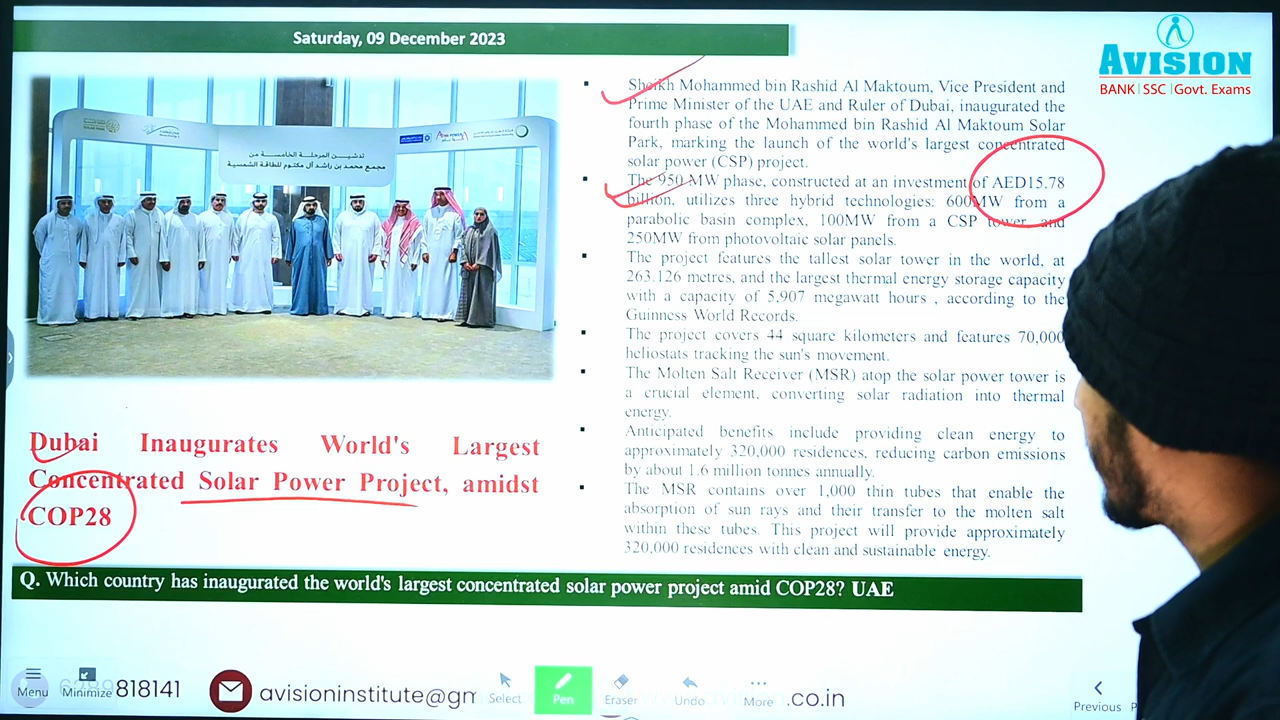 Saturday, 09 December 2023
AVISION
BANK | SSC | Govt. Exams
تدشيــن المرحلـة الخامســـة من
مجمع محمد بن راشد آل مكتوم للطاقة الشمسية
Sheikh Mohammed bin Rashid Al Maktoum, Vice President and
Prime Minister of the UAE and Ruler of Dubai, inaugurated the
fourth phase of the Mohammed bin Rashid Al Maktoum Solar
Park, marking the launch of the world's largest concentrated
solar power (CSP) project.
The 950 MW phase, constructed at an investment of AED15.78
billion, utilizes three hybrid technologies: 600MW from a
parabolic basin complex, 100MW from a CSP tower, and
250MW from photovoltaic solar panels.
The project features the tallest solar tower in the world, at
263.126 metres, and the largest thermal energy storage capacity
with a capacity of 5,907 megawatt hours , according to the
Guinness World Records.
The project covers 44 square kilometers and features 70,000
heliostats tracking the sun's movement.
The Molten Salt Receiver (MSR) atop the solar power tower is
a crucial element, converting solar radiation into thermal
energy.
Anticipated benefits include providing clean energy to
approximately 320,000 residences, reducing carbon emissions
by about 1.6 million tonnes annually.
The MSR contains over 1,000 thin tubes that enable the
absorption of sun rays and their transfer to the molten salt
within these tubes. This project will provide approximately
320,000 residences with clean and sustainable energy.
Dubai Inaugurates World's Largest
Concentrated Solar Power Project, amidst
COP28
Q. Which country has inaugurated the world's largest concentrated solar power project amid COP28? UAE
Menu
Minimize
818141
avisioninstitute@gm
Select
Pen
Eraser
Undo
More
.co.in
Previous